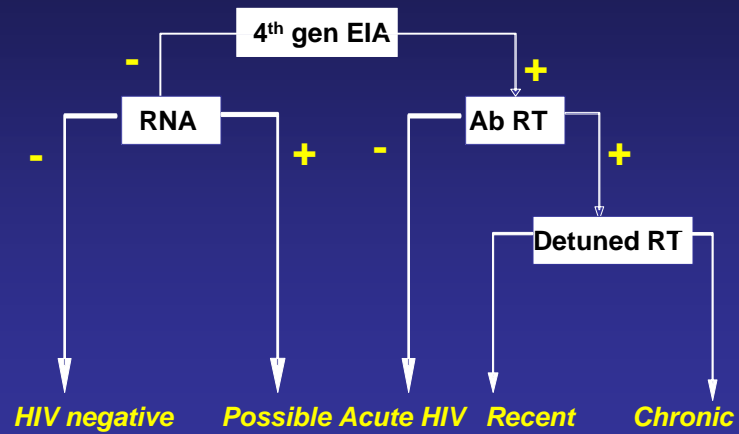 4th gen EIA
-
+
RNA
Ab RT
-
+
-
+
Detuned RT
HIV negative
Possible Acute HIV
Recent
Chronic